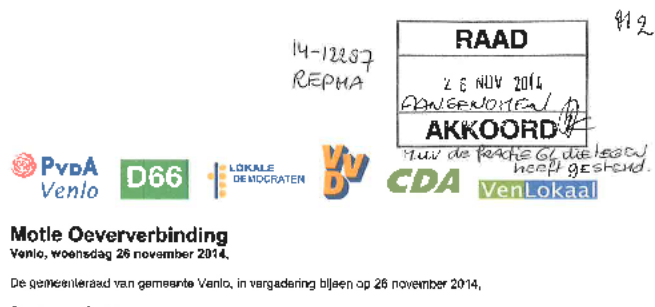 A12
14-12287
REPMA
RAAD
26 NOV 2014
AANGENOMEN
AKKOORD
m.u.v de fractie GL die tegen
heeft gestemd.
PvdA
Venlo
D66
LOKALE
DEMOCRATEN
VVD
CDA
VenLokaal
Motie Oeververbinding
Venlo, woensdag 26 november 2014,
De gemeenteraad van gemeente Venlo, in vergadering bijeen op 26 november 2014,